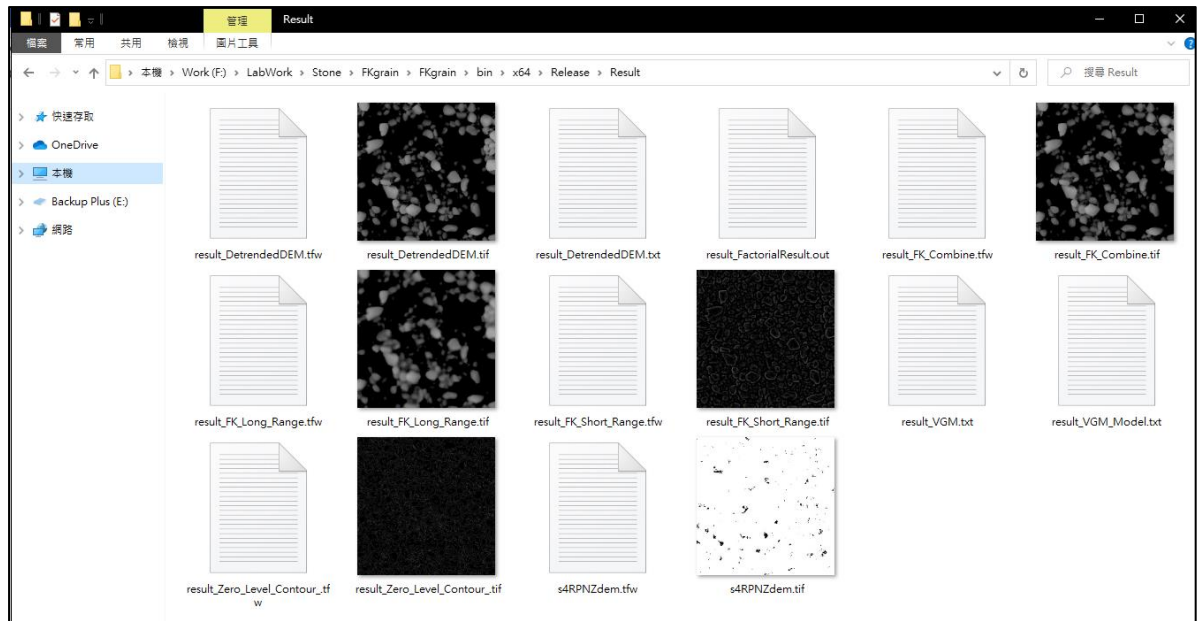 管理
Result
檔案
常用
共用
檢視
圖片工具
本機 > Work (F:) > LabWork > Stone > FKgrain > FKgrain > bin > x64 > Release > Result
搜尋 Result
快速存取
OneDrive
本機
Backup Plus (E:)
網路
result_DetrendedDEM.tfw
result_DetrendedDEM.tif
result_DetrendedDEM.txt
result_FactorialResult.out
result_FK_Combine.tfw
result_FK_Combine.tif
result_FK_Long_Range.tfw
result_FK_Long_Range.tif
result_FK_Short_Range.tfw
result_FK_Short_Range.tif
result_VGM.txt
result_VGM_Model.txt
result_Zero_Level_Contour_.tf
w
result_Zero_Level_Contour_.tif
s4RPNZdem.tfw
s4RPNZdem.tif